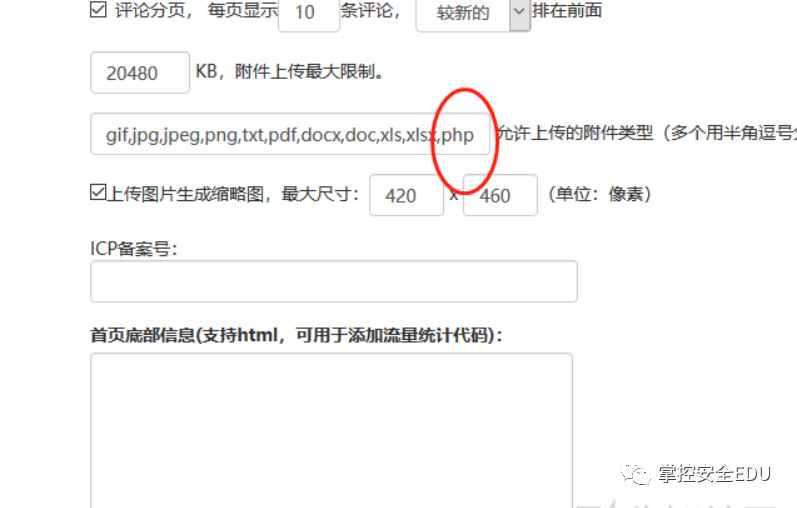 评论分页， 每页显示 10 条评论， 较新的 排在前面
20480 KB，附件上传最大限制。
gif,jpg,jpeg,png,txt,pdf,docx,doc,xls,xlsx,php 允许上传的附件类型（多个用半角逗号
上传图片生成缩略图，最大尺寸： 420 x 460 （单位：像素）
ICP备案号：
首页底部信息(支持html，可用于添加流量统计代码)：
掌控安全EDU